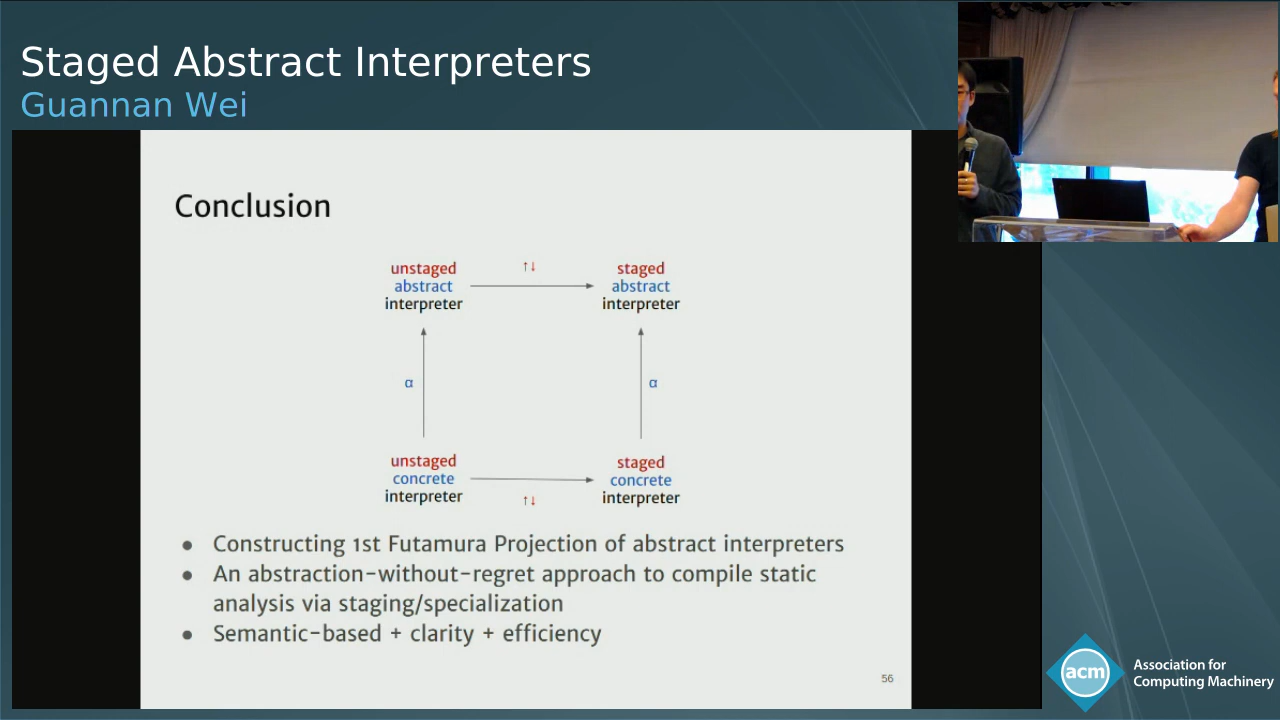 Staged Abstract Interpreters
Guannan Wei
Conclusion
unstaged
abstract
interpreter
↑↓
staged
abstract
interpreter
α
α
unstaged
concrete
interpreter
↑↓
staged
concrete
interpreter
● Constructing 1st Futamura Projection of abstract interpreters
● An abstraction-without-regret approach to compile static
analysis via staging/specialization
● Semantic-based + clarity + efficiency
56
acm
Association for
Computing Machinery